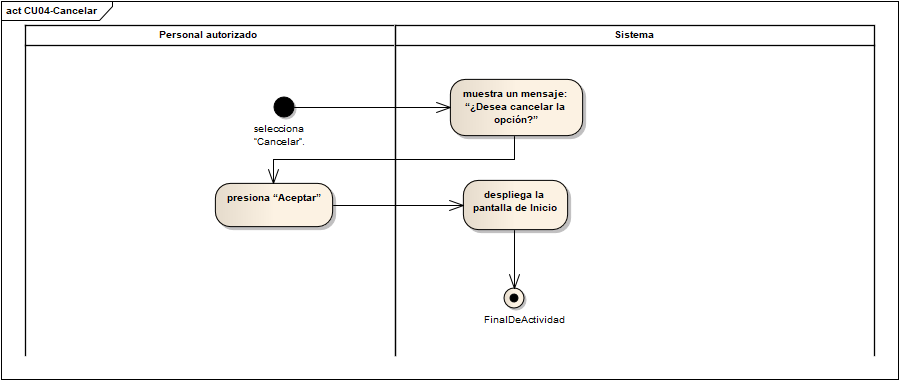 act CU04-Cancelar
Personal autorizado
Sistema
muestra un mensaje:
“¿Desea cancelar la
opción?”
selecciona
"Cancelar".
presiona “Aceptar”
despliega la
pantalla de Inicio
FinalDeActividad